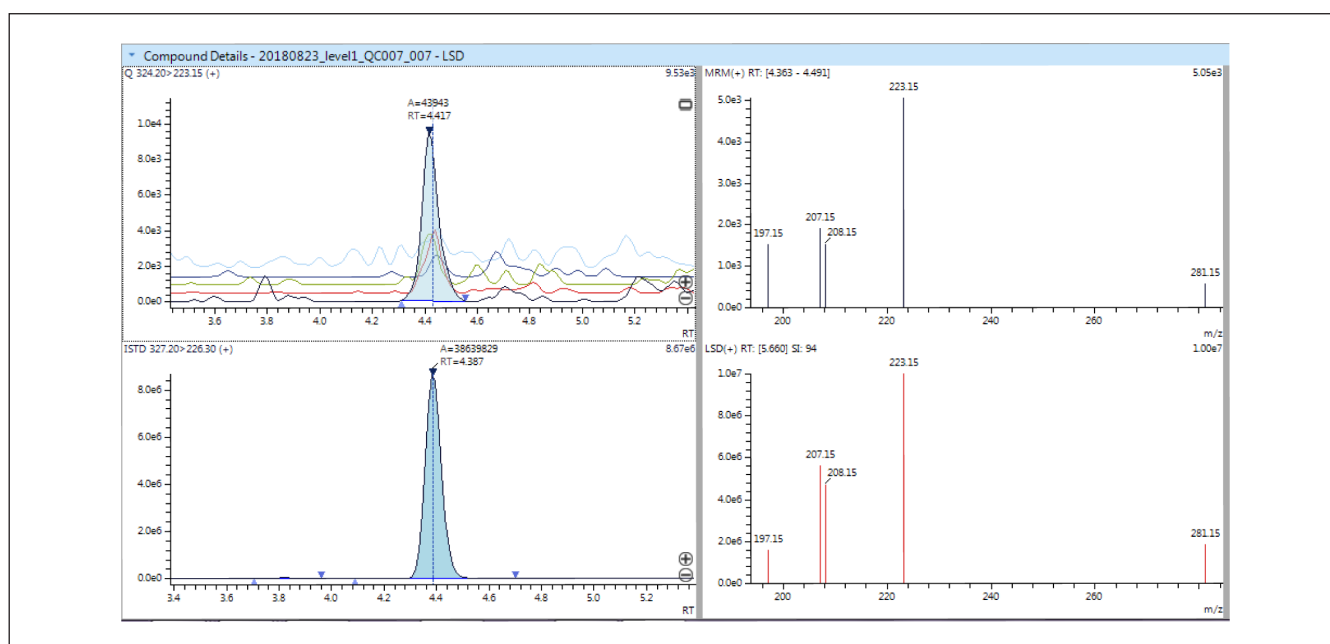 Compound Details - 20180823_level1_QC007_007 - LSD
Q 324.20>223.15 (+) 9.53e3
A=43943
RT=4.417
1.0e4
8.0e3
6.0e3
4.0e3
2.0e3
0.0e0
3.6 3.8 4.0 4.2 4.4 4.6 4.8 5.0 5.2
RT
MRM(+) RT: [4.363 - 4.491] 5.05e3
223.15
5.0e3
4.0e3
3.0e3
2.0e3
1.0e3
0.0e0
197.15
207.15
208.15
281.15
200 220 240 260
m/z
ISTD 327.20>226.30 (+) 8.67e6
A=38639829
RT=4.387
8.0e6
6.0e6
4.0e6
2.0e6
0.0e0
3.4 3.6 3.8 4.0 4.2 4.4 4.6 4.8 5.0 5.2
RT
LSD(+) RT: [5.660] SI: 94 1.00e7
223.15
1.0e7
8.0e6
6.0e6
4.0e6
2.0e6
0.0e0
197.15
207.15
208.15
281.15
200 220 240 260
m/z